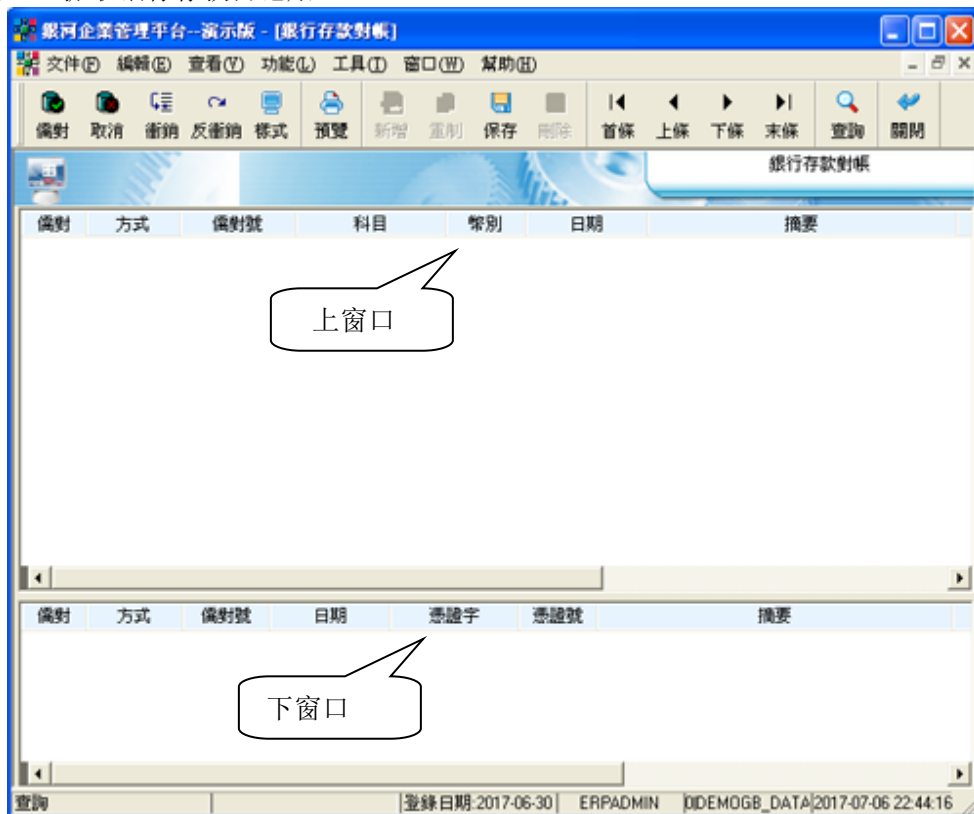 銀河企業管理平台--演示版 - [銀行存款對帳]
文件(F) 編輯(E) 查看(V) 功能(L) 工具(T) 窗口(W) 幫助(H)
儅對 取消 衝銷 反衝銷 樣式 預覽 新增 重制 保存 刪除 首條 上條 下條 末條 查詢 關閉
銀行存款對帳
儅對 方式 儅對號 科目 幣別 日期 摘要
上窗口
儅對 方式 儅對號 日期 憑證字 憑證號 摘要
下窗口
查詢 登錄日期:2017-06-30 ERPADMIN 0|DEMOGB_DATA 2017-07-06 22:44:16